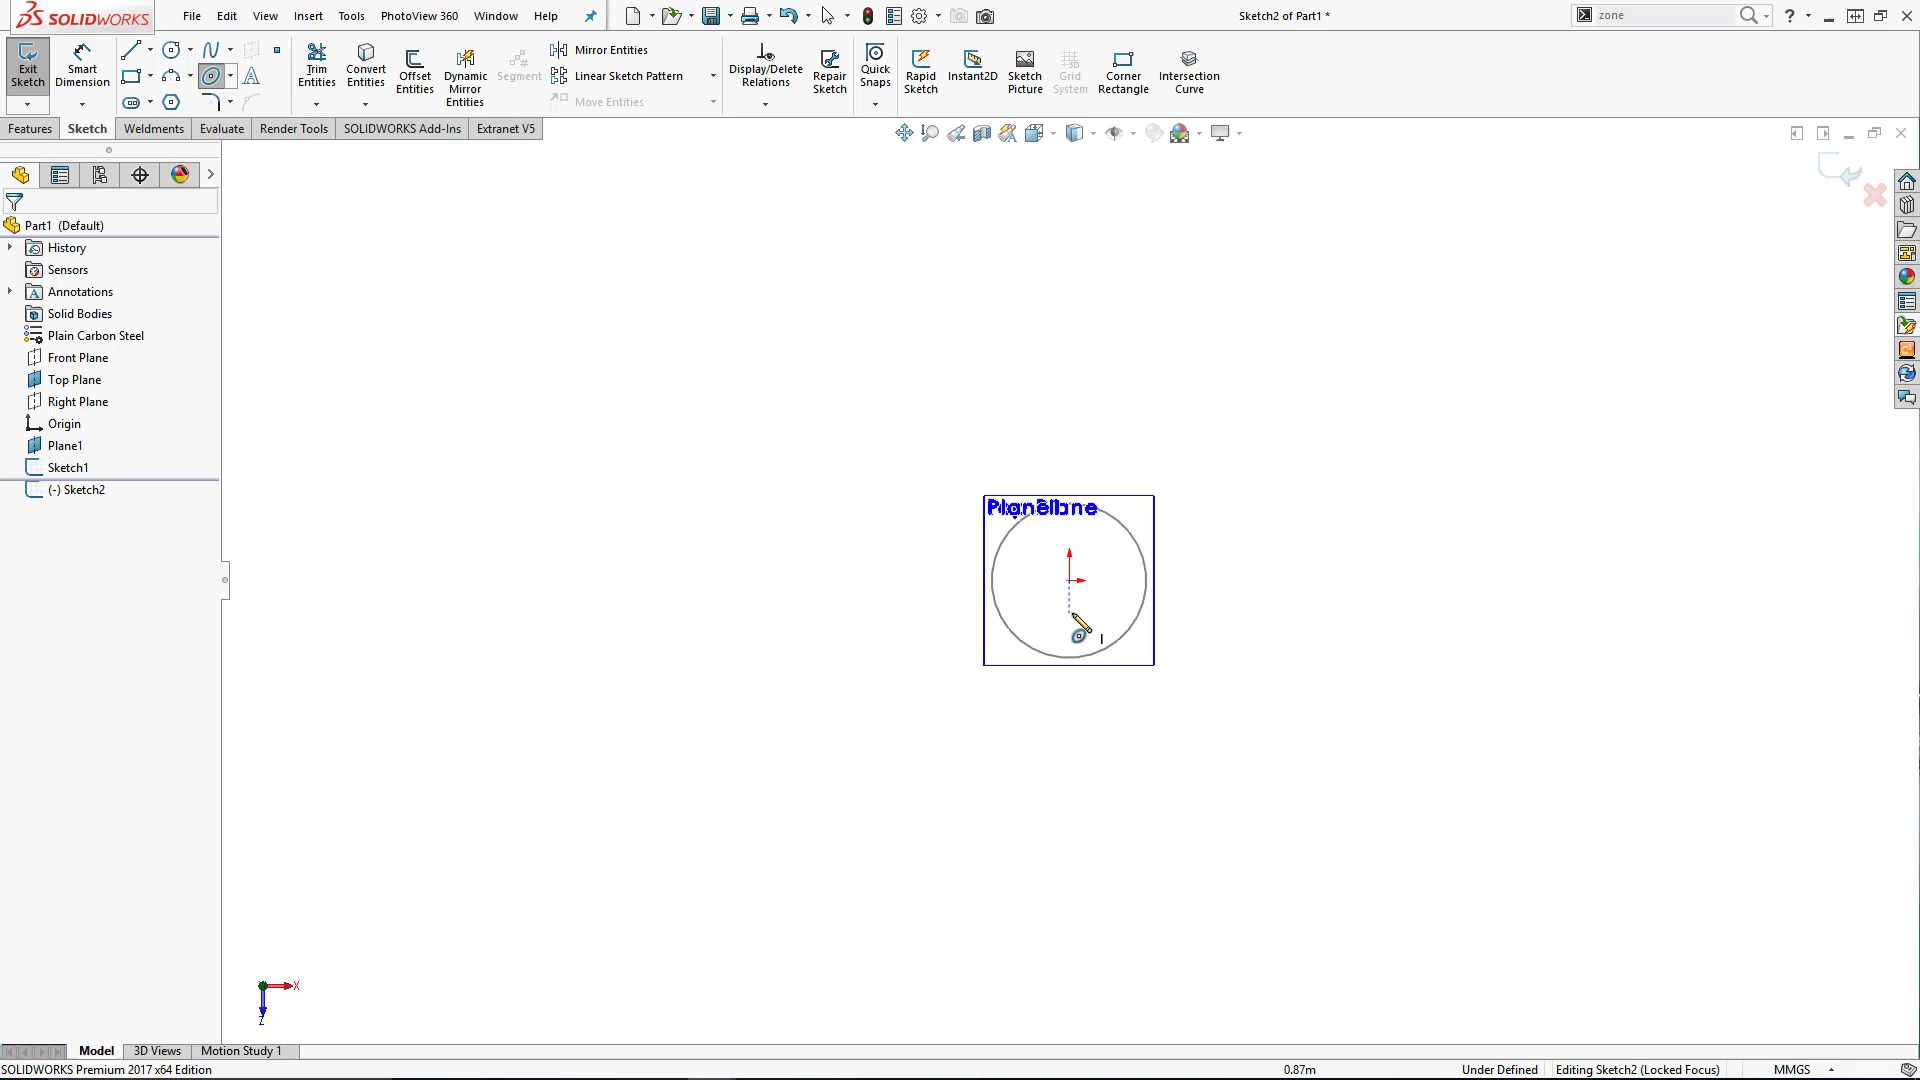 SOLIDWORKS
File Edit View Insert Tools PhotoView 360 Window Help
Sketch2 of Part1 *
zone
Exit Sketch
Smart Dimension
Trim Entities
Convert Entities
Offset Entities
Dynamic Mirror Entities
Segment
Mirror Entities
Linear Sketch Pattern
Move Entities
Display/Delete Relations
Repair Sketch
Quick Snaps
Rapid Sketch
Instant2D
Sketch Picture
Grid System
Corner Rectangle
Intersection Curve
Features Sketch Weldments Evaluate Render Tools SOLIDWORKS Add-Ins Extranet V5
Part1 (Default)
History
Sensors
Annotations
Solid Bodies
Plain Carbon Steel
Front Plane
Top Plane
Right Plane
Origin
Plane1
Sketch1
(-) Sketch2
X
Z
Model 3D Views Motion Study 1
SOLIDWORKS Premium 2017 x64 Edition
0.87m
Under Defined
Editing Sketch2 (Locked Focus)
MMGS